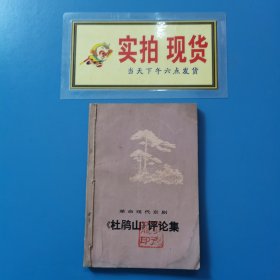 实拍 现货
当天下午六点发货
革命现代京剧
《杜鹃山》评论集